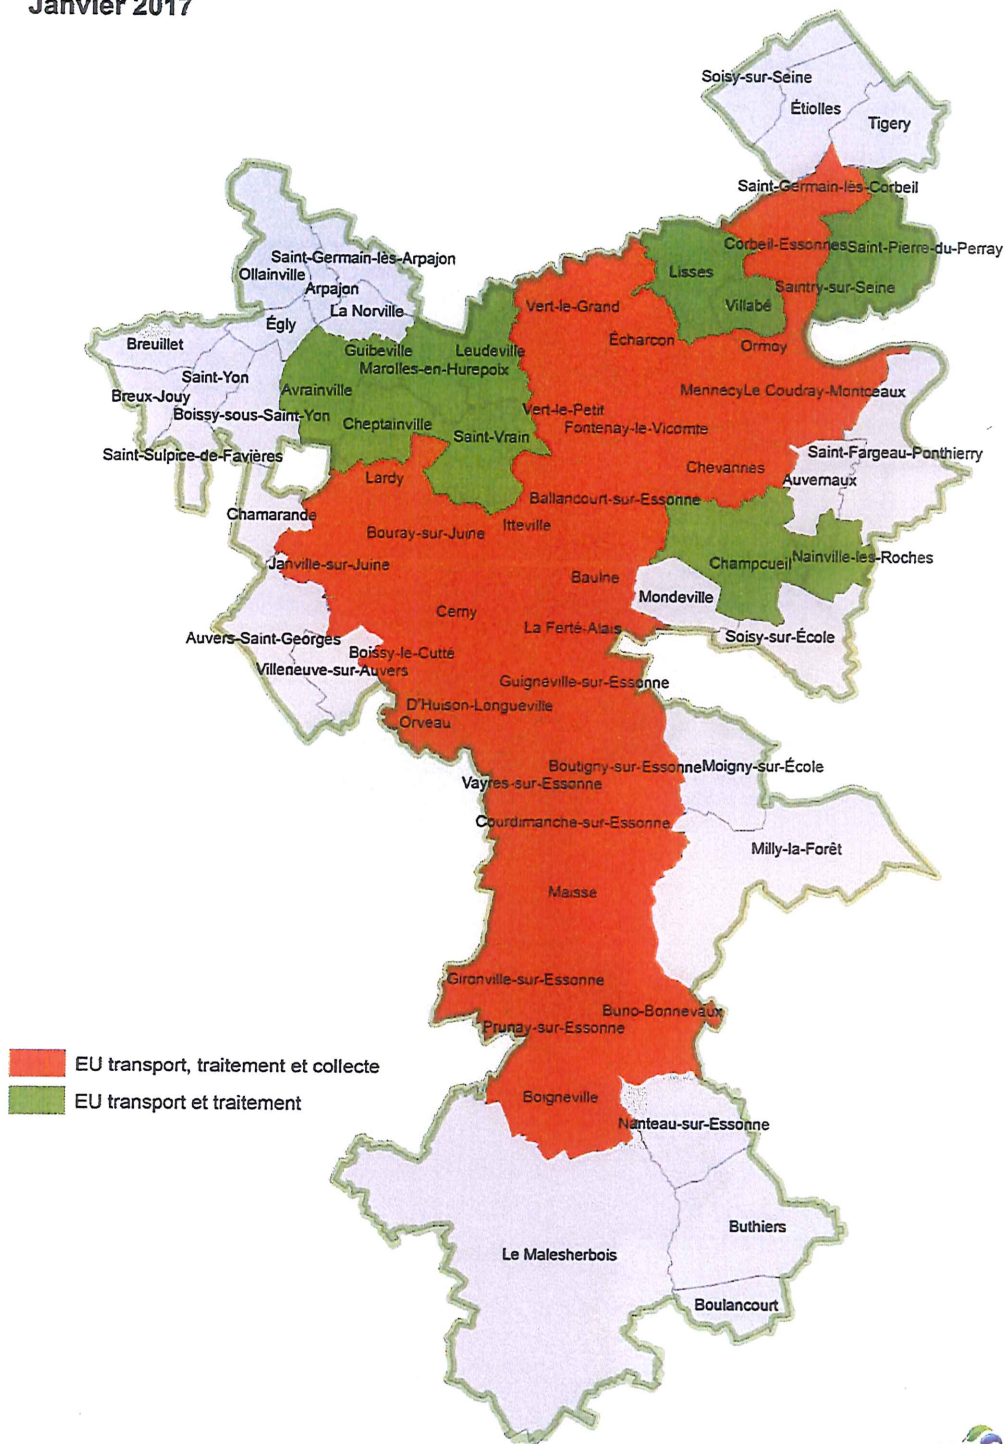 Janvier 2017
Soisy-sur-Seine
Étiolles
Tigery
Saint-Germain-lès-Corbeil
Corbeil-Essonnes
Saint-Pierre-du-Perray
Saint-Germain-lès-Arpajon
Ollainville
Lisses
Arpajon
Saintry-sur-Seine
Vert-le-Grand
Villabé
La Norville
Égly
Écharcon
Ormoy
Breuillet
Guibeville
Leudeville
Marolles-en-Hurepoix
Saint-Yon
Avrainville
Mennecy
Le Coudray-Montceaux
Breux-Jouy
Boissy-sous-Saint-Yon
Vert-le-Petit
Cheptainville
Fontenay-le-Vicomte
Saint-Vrain
Saint-Sulpice-de-Favières
Saint-Fargeau-Ponthierry
Chevannes
Lardy
Auvernaux
Ballancourt-sur-Essonne
Chamarande
Itteville
Bouray-sur-Juine
Nainville-les-Roches
Janville-sur-Juine
Champcueil
Baulne
Mondeville
Cerny
La Ferté-Alais
Auvers-Saint-Georges
Soisy-sur-École
Boissy-le-Cutté
Villeneuve-sur-Auvers
Guigneville-sur-Essonne
D'Huison-Longueville
Orveau
Boutigny-sur-Essonne
Moigny-sur-École
Vayres-sur-Essonne
Courdimanche-sur-Essonne
Milly-la-Forêt
Maisse
Gironville-sur-Essonne
Buno-Bonnevaux
Prunay-sur-Essonne
EU transport, traitement et collecte
EU transport et traitement
Boigneville
Nanteau-sur-Essonne
Buthiers
Le Malesherbois
Boulancourt